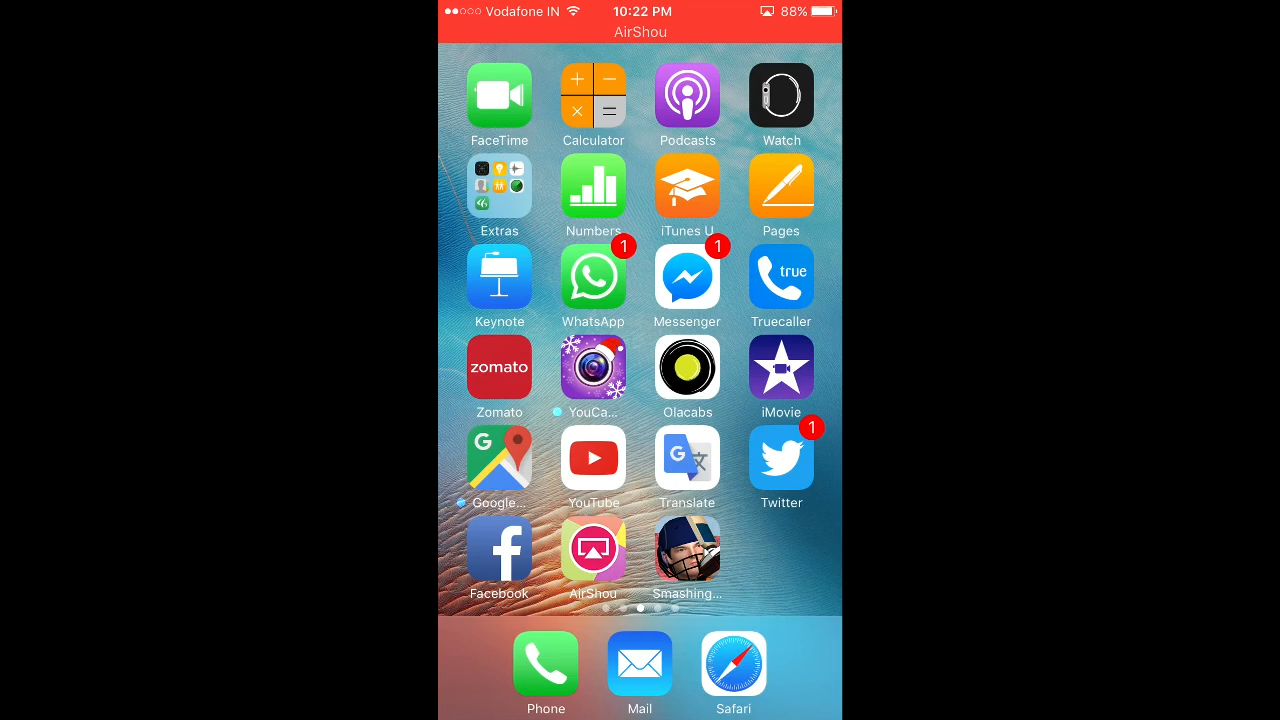 Vodafone IN 10:22 PM 88%
AirShou
FaceTime Calculator Podcasts Watch
Extras Numbers iTunes U Pages
1 1
true
Keynote WhatsApp Messenger Truecaller
zomato
Zomato YouCa... Olacabs iMovie
1
G G 文
Google... YouTube Translate Twitter
f
Facebook AirShou Smashing...
Phone Mail Safari